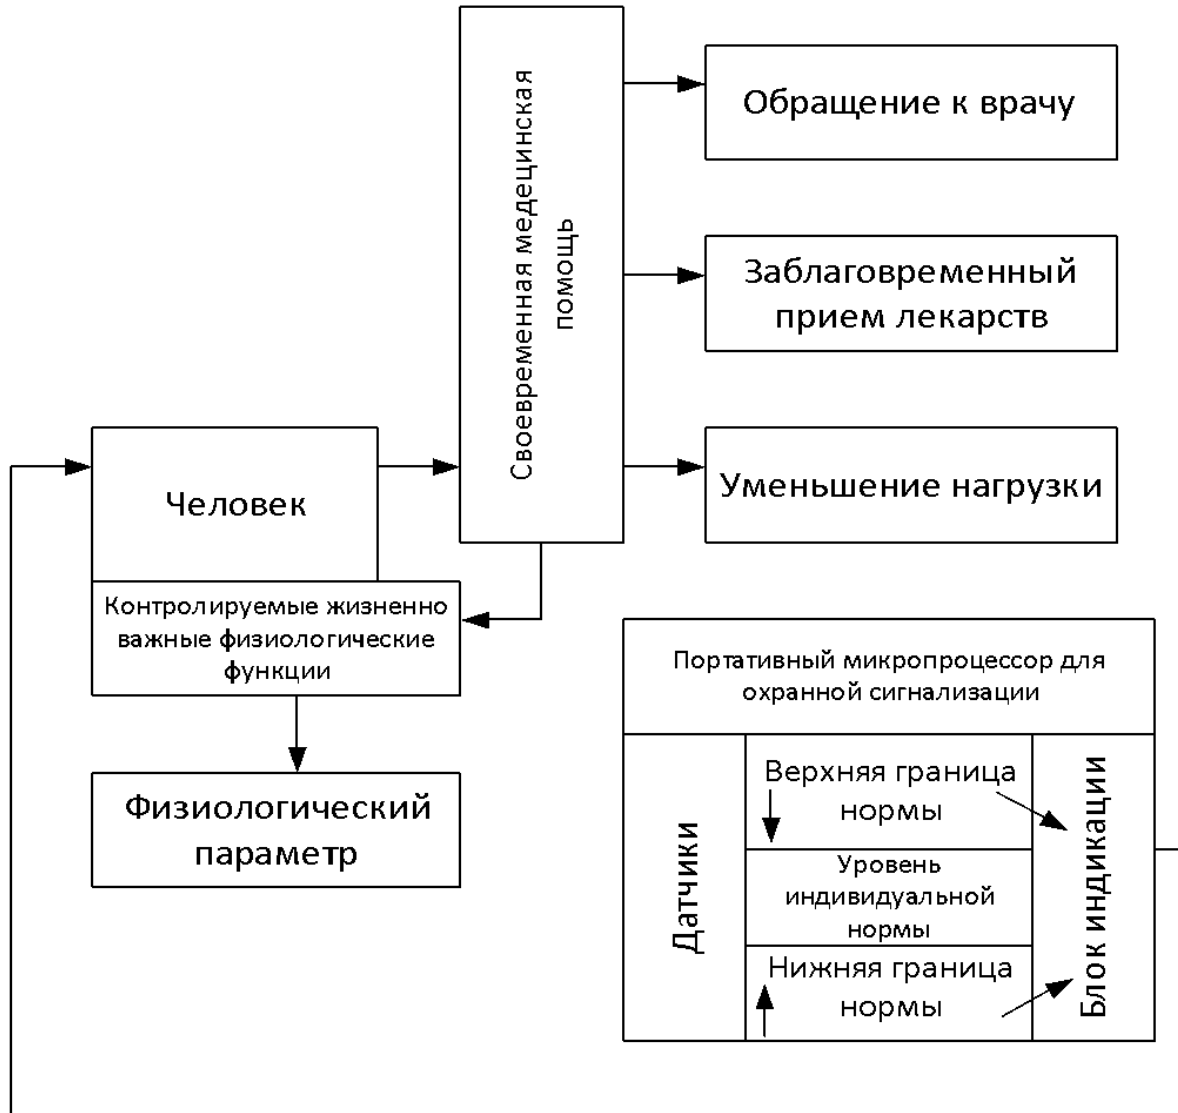 Своевременная медецинская
помощь
Обращение к врачу
Заблаговременный
прием лекарств
Уменьшение нагрузки
Человек
Контролируемые жизненно
важные физиологические
функции
Физиологический
параметр
Портативный микропроцессор для
охранной сигнализации
Датчики
Верхняя граница
нормы
Уровень
индивидуальной
нормы
Нижняя граница
нормы
Блок индикации